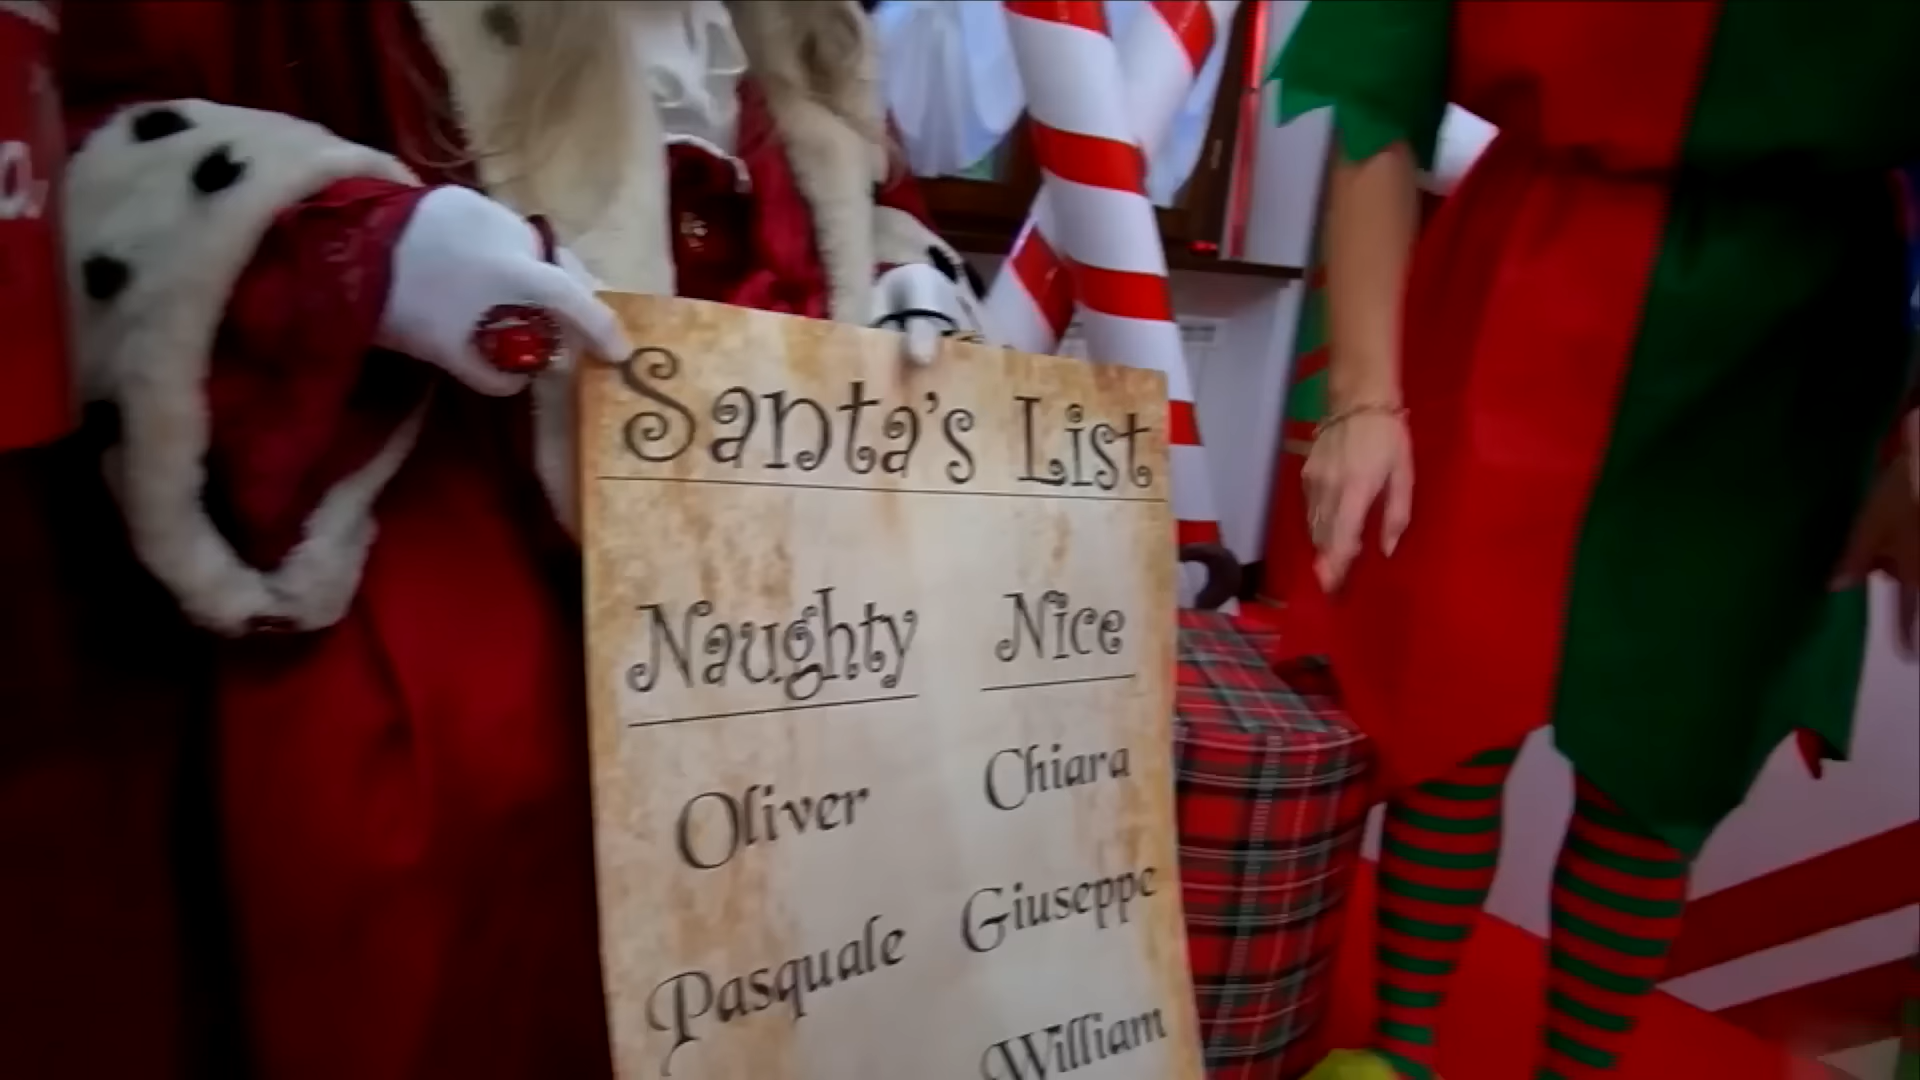 Santa's List
Naughty Nice
Oliver Chiara
Pasquale Giuseppe
William